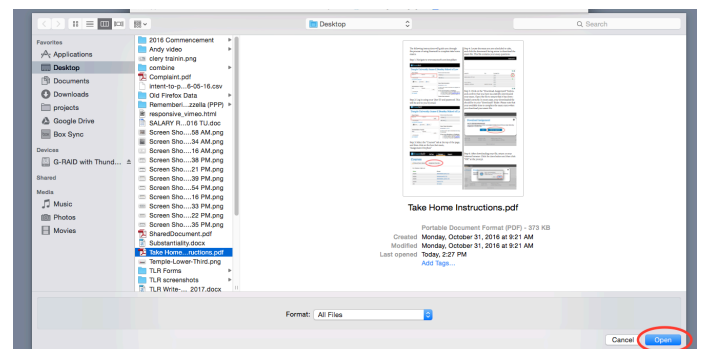 Desktop
Search
Favorites
Applications
Desktop
Documents
Downloads
projects
Google Drive
Box Sync
Devices
G-RAID with Thund...
Shared
Media
Music
Photos
Movies
2016 Commencement
Andy video
clery trainin.png
combine
Complaint.pdf
intent-to-p...6-05-16.csv
Old Firefox Data
Rememberi...zzella (PPP)
responsive_vimeo.html
SALARY R...016 TU.doc
Screen Sho....58 AM.png
Screen Sho....34 AM.png
Screen Sho....16 AM.png
Screen Sho....38 PM.png
Screen Sho....21 PM.png
Screen Sho....39 PM.png
Screen Sho....54 PM.png
Screen Sho....16 PM.png
Screen Sho....33 PM.png
Screen Sho....22 PM.png
Screen Sho....35 PM.png
SharedDocument.pdf
Substantiality.docx
Take Home...ructions.pdf
Temple-Lower-Third.png
TLR Forms
TLR screenshots
TLR Write-... 2017.docx
Take Home Instructions.pdf
Portable Document Format (PDF) - 373 KB
Created Monday, October 31, 2016 at 9:21 AM
Modified Monday, October 31, 2016 at 9:21 AM
Last opened Today, 2:27 PM
Add Tags...
Format: All Files
Cancel
Open